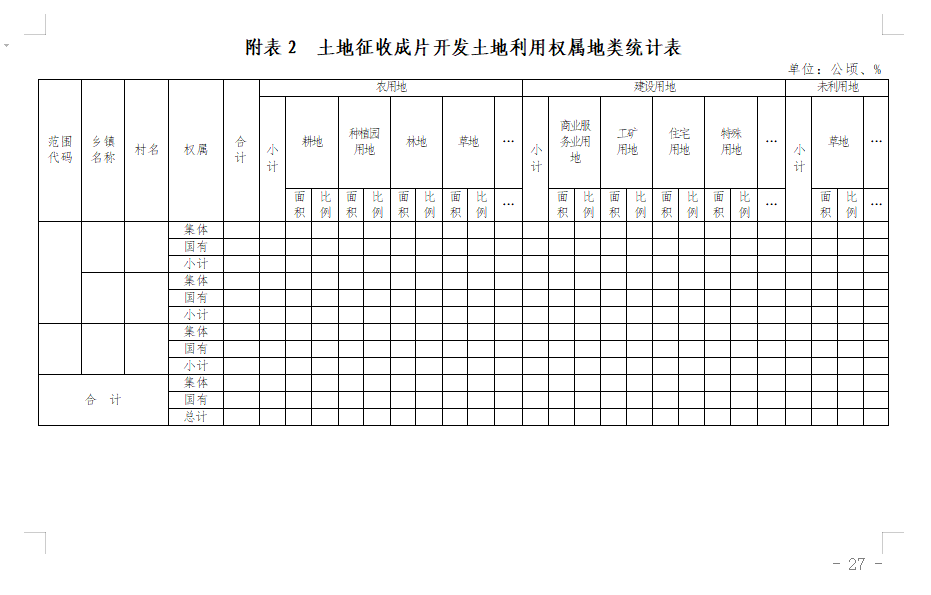 附表 2 土地征收成片开发土地利用权属地类统计表
单位：公顷、%
范围代码 乡镇名称 村名 权属 合计 农用地 建设用地 未利用地
小计 耕地 种植园用地 林地 草地 … 小计 商业服务业用地 工矿用地 住宅用地 特殊用地 … 小计 草地 …
面积 比例 面积 比例 面积 比例 面积 比例 … 面积 比例 面积 比例 面积 比例 面积 比例 … 面积 比例 …
集体
国有
小计
集体
国有
小计
集体
国有
小计
合 计 集体
国有
总计
- 27 -